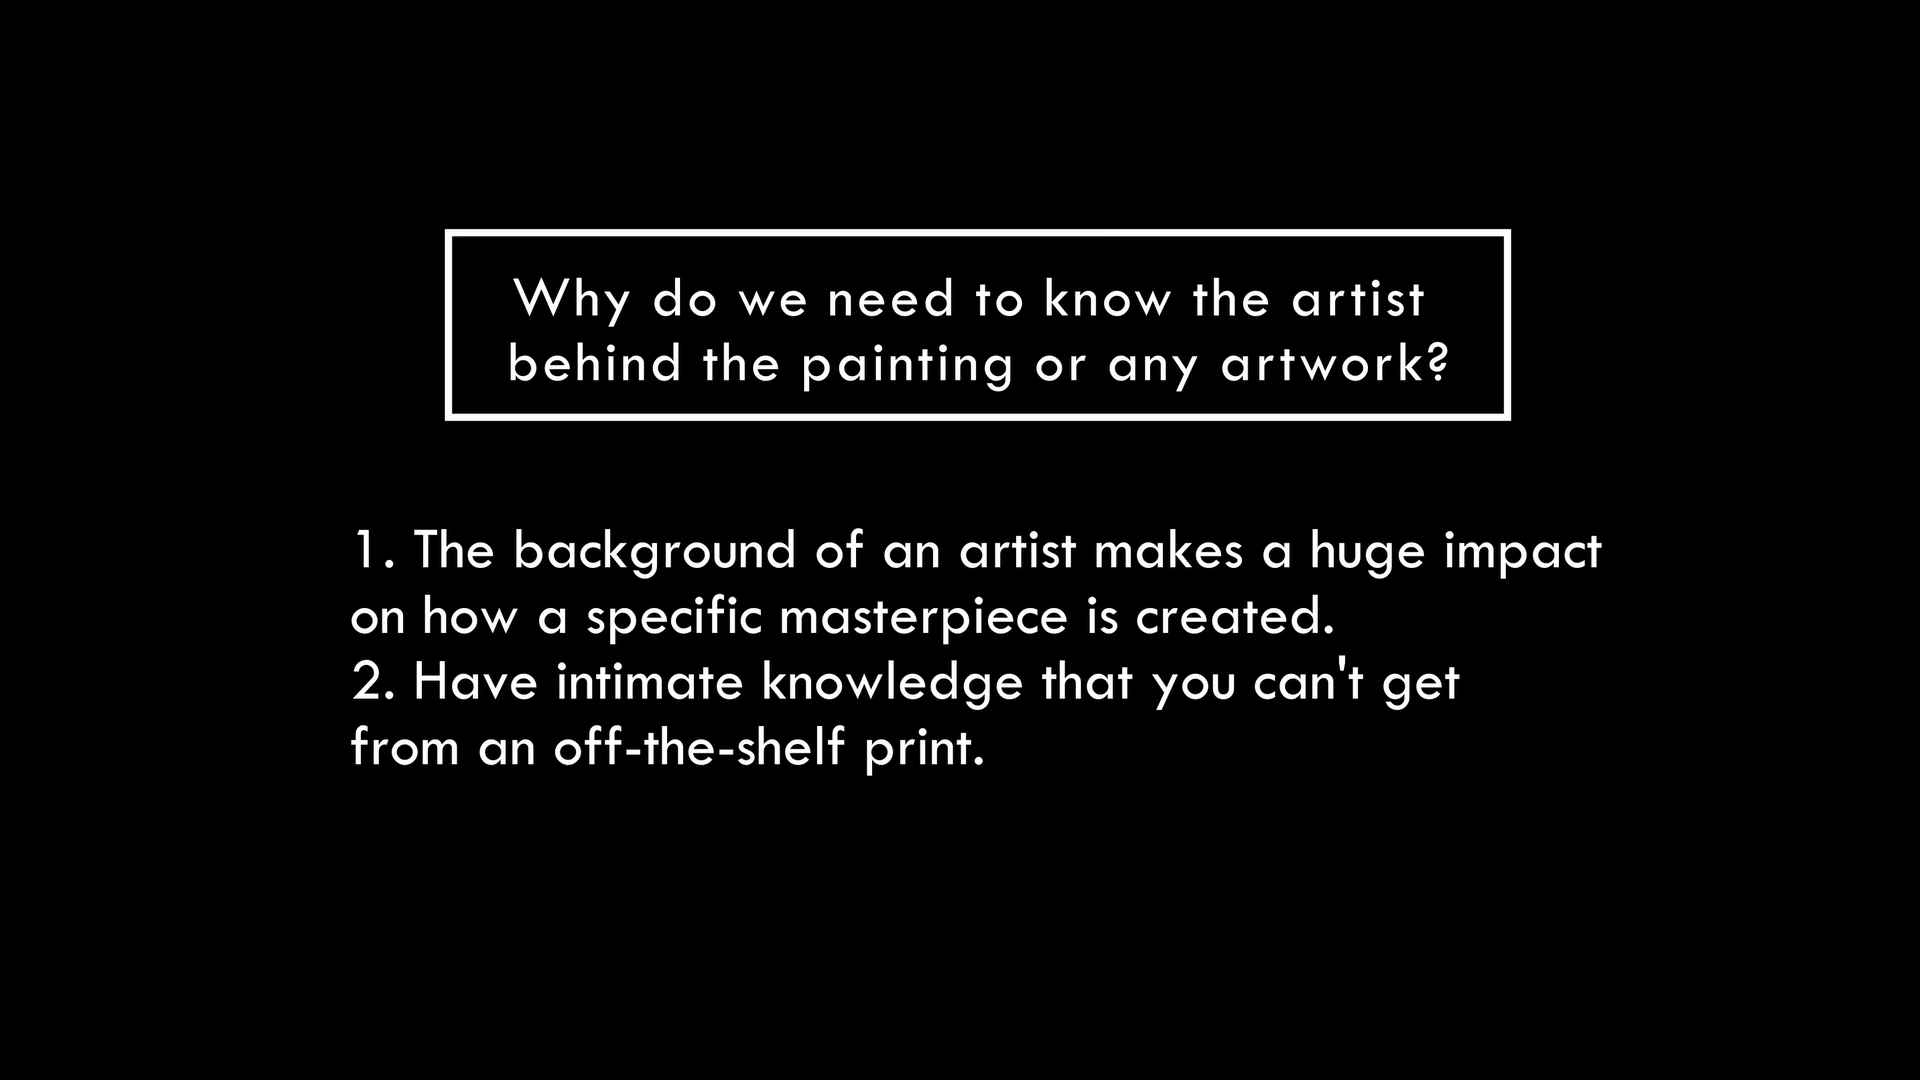 Why do we need to know the artist
behind the painting or any artwork?
1. The background of an artist makes a huge impact
on how a specific masterpiece is created.
2. Have intimate knowledge that you can't get
from an off-the-shelf print.